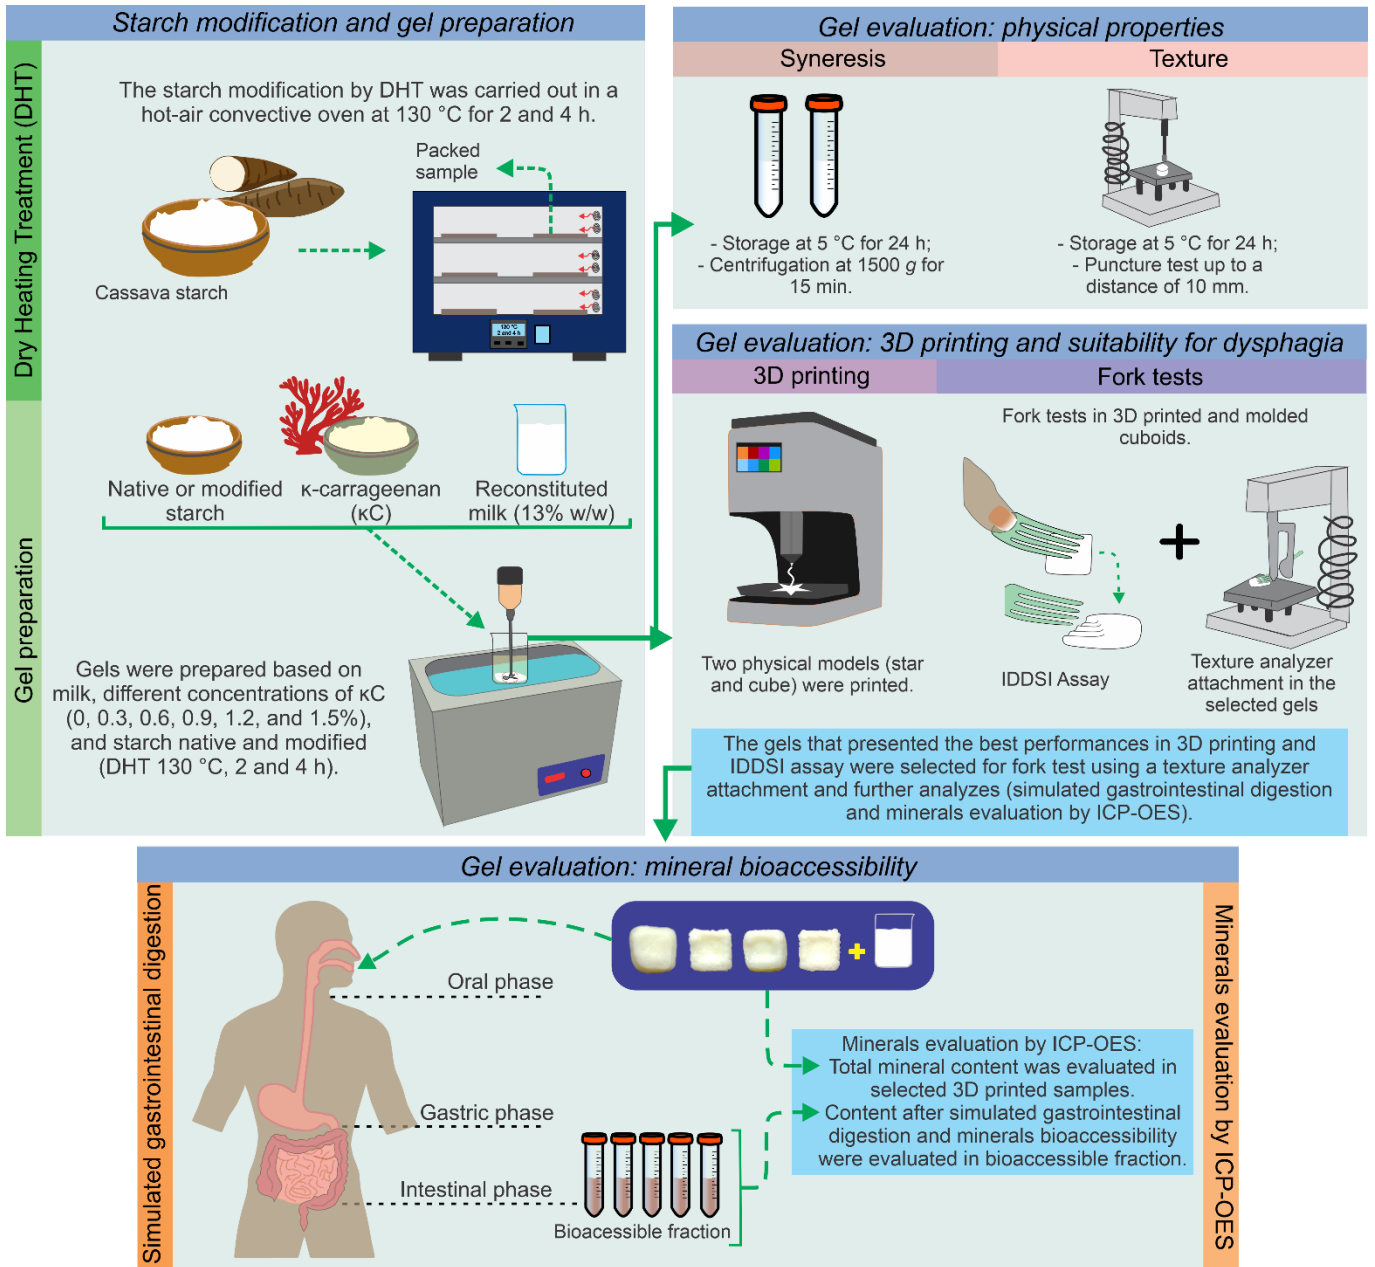 Starch modification and gel preparation
Dry Heating Treatment (DHT)
The starch modification by DHT was carried out in a
hot-air convective oven at 130 °C for 2 and 4 h.
Packed
sample
Cassava starch
130 °C
2 and 4 h
Gel preparation
Native or modified
starch
κ-carrageenan
(κC)
Reconstituted
milk (13% w/w)
Gels were prepared based on
milk, different concentrations of κC
(0, 0.3, 0.6, 0.9, 1.2, and 1.5%),
and starch native and modified
(DHT 130 °C, 2 and 4 h).
Gel evaluation: physical properties
Syneresis
Texture
- Storage at 5 °C for 24 h;
- Centrifugation at 1500 g for
15 min.
- Storage at 5 °C for 24 h;
- Puncture test up to a
distance of 10 mm.
Gel evaluation: 3D printing and suitability for dysphagia
3D printing
Fork tests
Two physical models (star
and cube) were printed.
Fork tests in 3D printed and molded
cuboids.
IDDSI Assay
Texture analyzer
attachment in the
selected gels
The gels that presented the best performances in 3D printing and
IDDSI assay were selected for fork test using a texture analyzer
attachment and further analyzes (simulated gastrointestinal digestion
and minerals evaluation by ICP-OES).
Gel evaluation: mineral bioaccessibility
Simulated gastrointestinal digestion
Oral phase
Gastric phase
Intestinal phase
Bioacessible fraction
Minerals evaluation by ICP-OES:
Total mineral content was evaluated in
selected 3D printed samples.
Content after simulated gastrointestinal
digestion and minerals bioaccessibility
were evaluated in bioaccessible fraction.
Minerals evaluation by ICP-OES